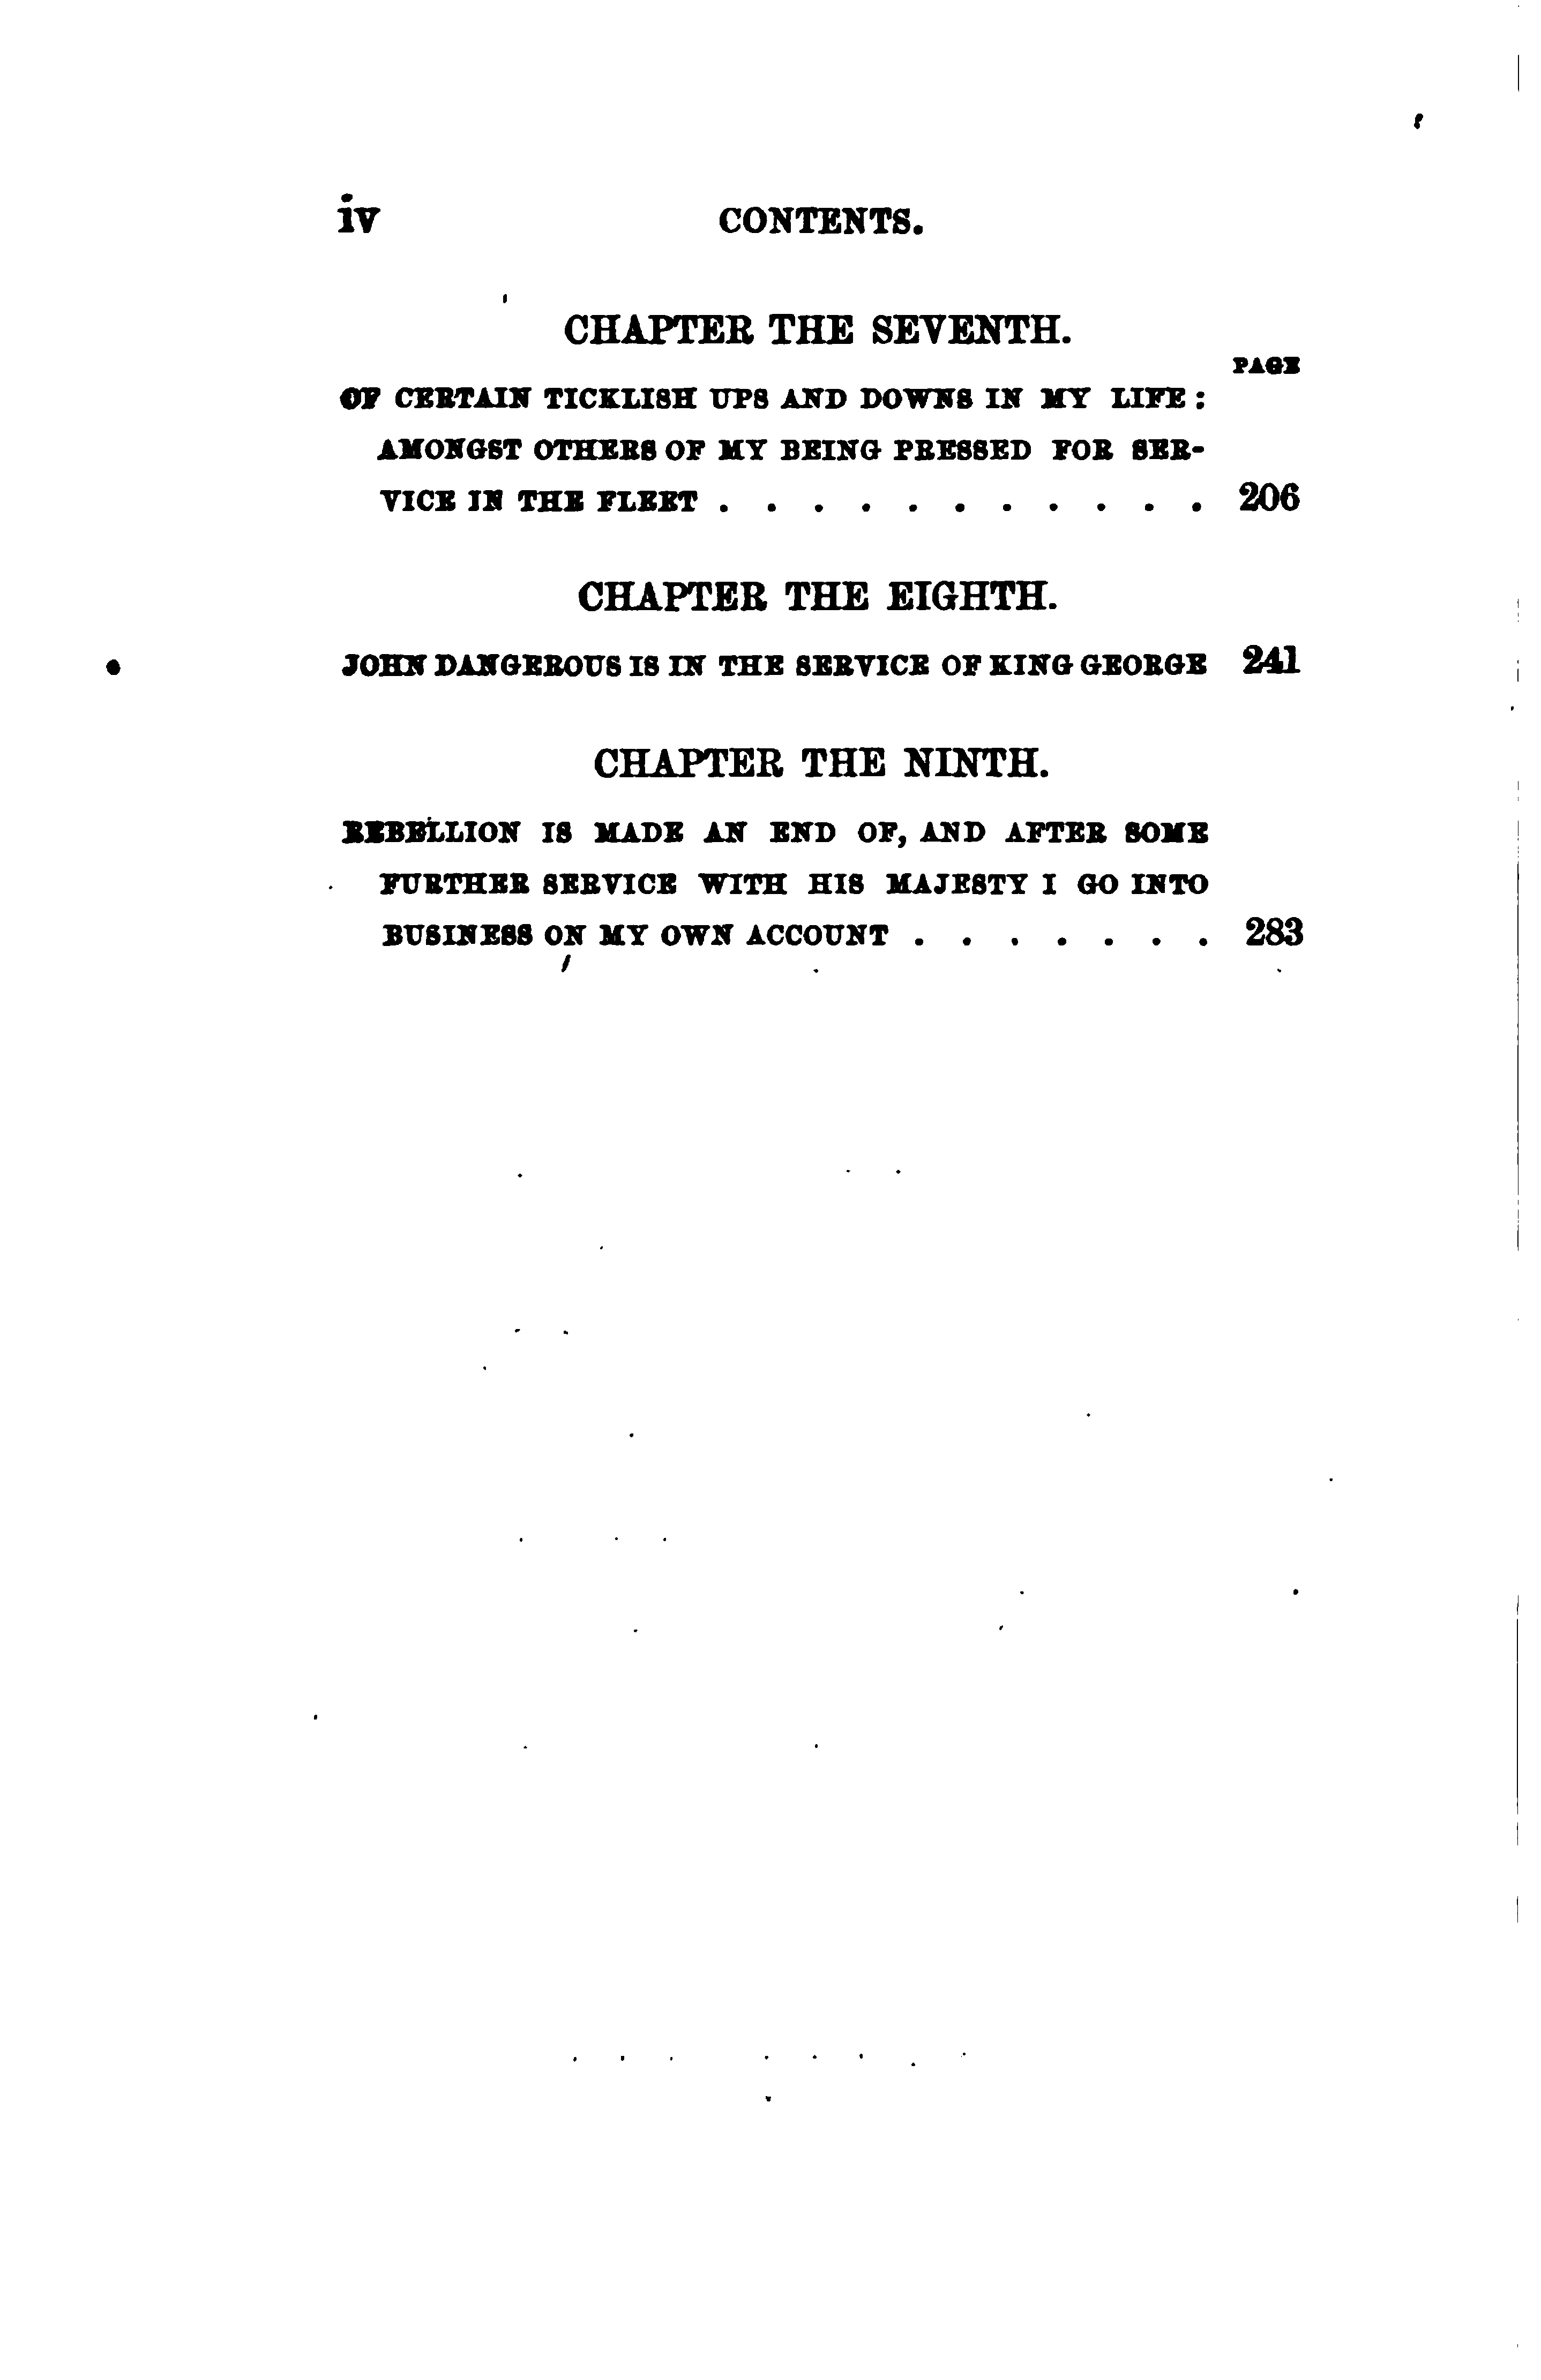 iv CONTENTS.
CHAPTER THE SEVENTH.
PAGE
OF CERTAIN TICKLISH UPS AND DOWNS IN MY LIFE :
AMONGST OTHERS OF MY BEING PRESSED FOR SER-
VICE IN THE FLEET . . . . . . . . . . . 206
CHAPTER THE EIGHTH.
JOHN DANGEROUS IS IN THE SERVICE OF KING GEORGE 241
CHAPTER THE NINTH.
REBELLION IS MADE AN END OF, AND AFTER SOME
FURTHER SERVICE WITH HIS MAJESTY I GO INTO
BUSINESS ON MY OWN ACCOUNT . . . . . . . 283